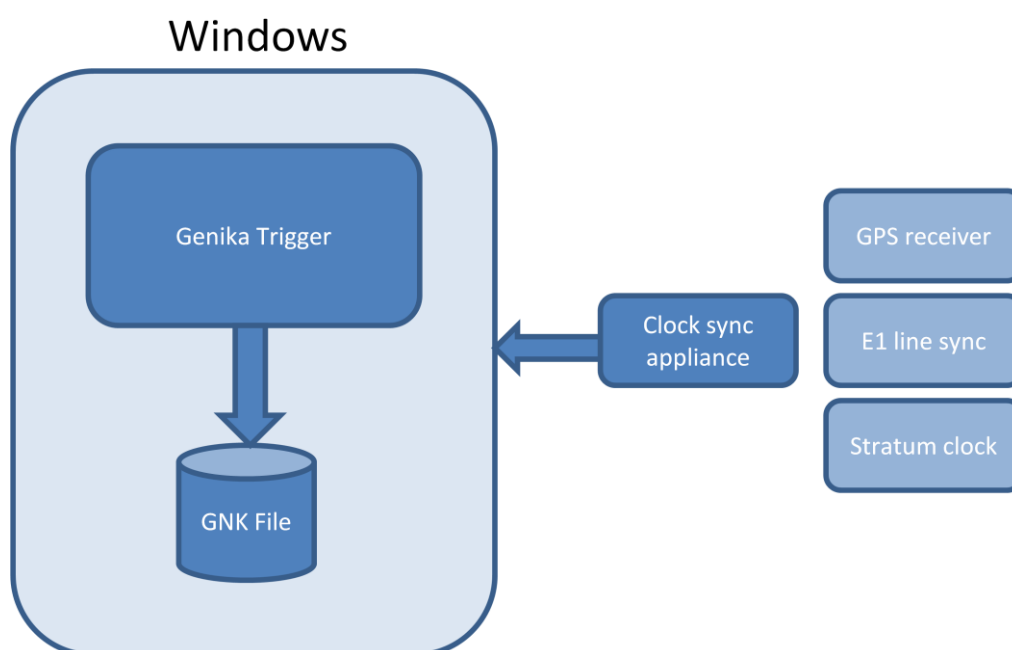 Windows
Genika Trigger
GNK File
Clock sync
appliance
GPS receiver
E1 line sync
Stratum clock